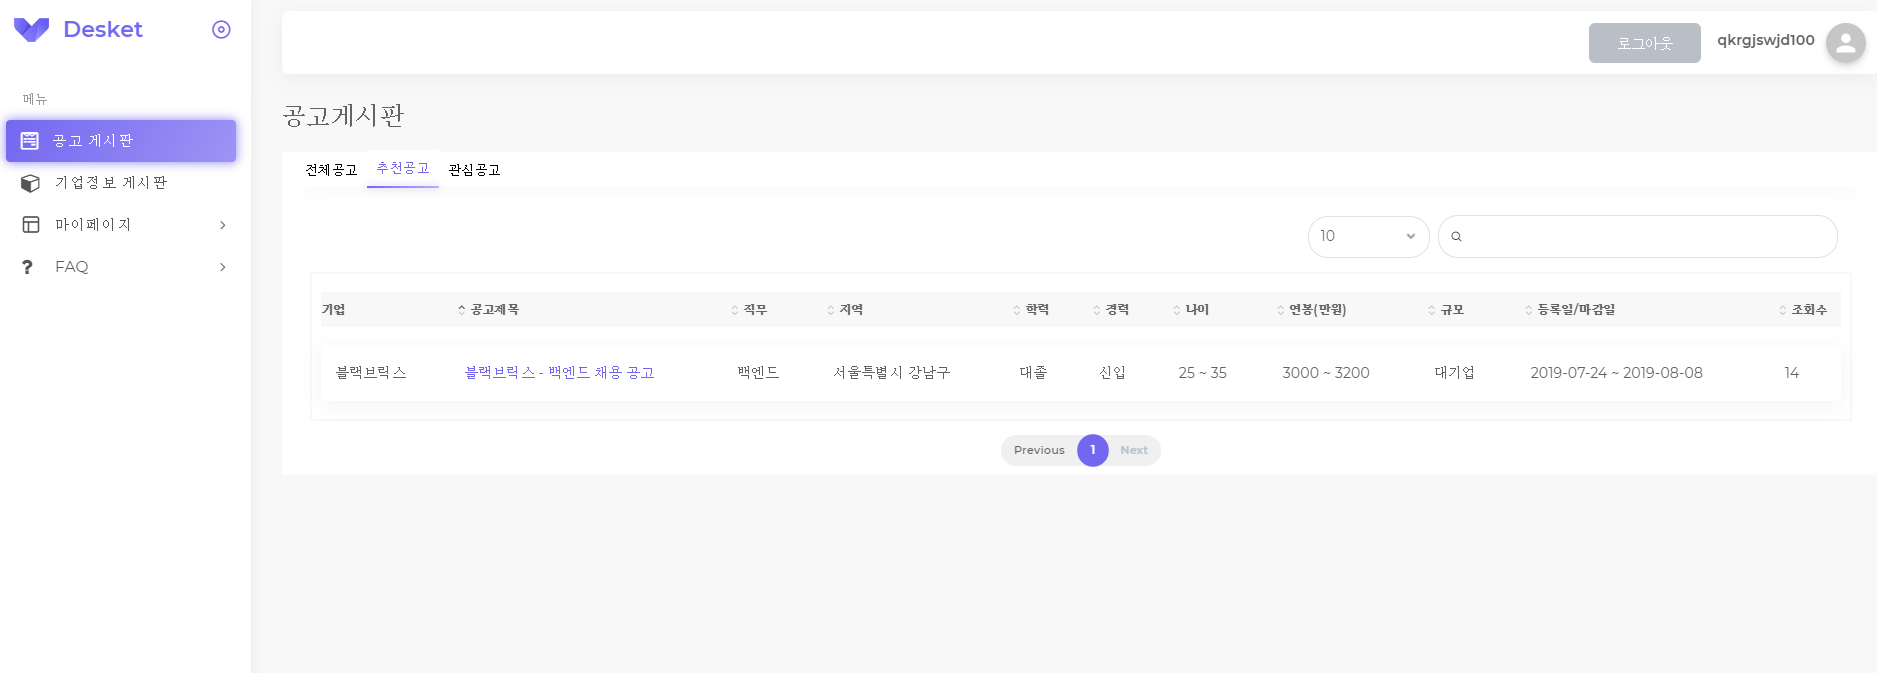 Desket
로그아웃
qkrgjswjd100
메뉴
공고 게시판
기업정보 게시판
마이페이지
FAQ
공고게시판
전체공고 추천공고 관심공고
10
기업 공고제목 직무 지역 학력 경력 나이 연봉(만원) 규모 등록일/마감일 조회수
블랙브릭스 블랙브릭스 - 백엔드 채용 공고 백엔드 서울특별시 강남구 대졸 신입 25 ~ 35 3000 ~ 3200 대기업 2019-07-24 ~ 2019-08-08 14
Previous 1 Next